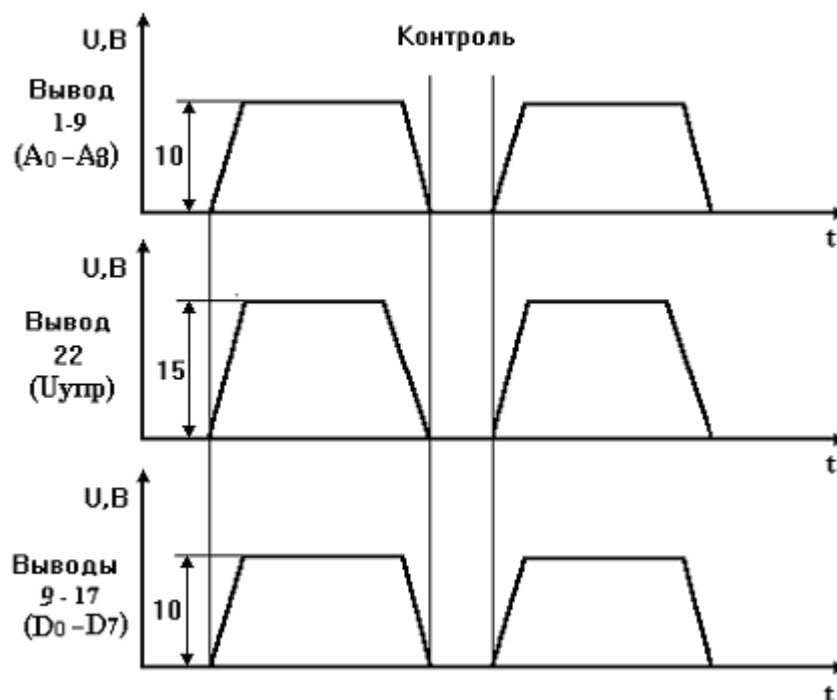 U,В
Контроль
Вывод
1-9
(A0 – A8)
10
t
U,В
Вывод
22
(Uупр)
15
t
U,В
Выводы
9 - 17
(D0 – D7)
10
t